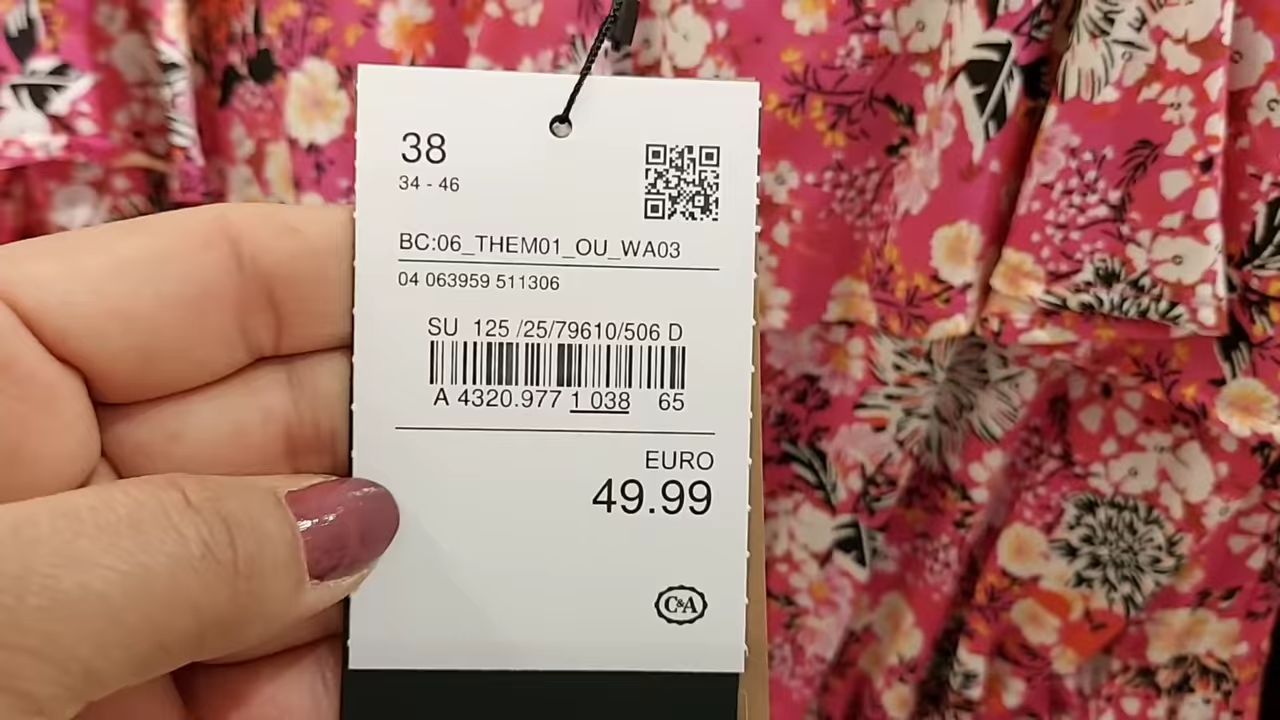 38
34 - 46
BC:06_THEM01_OU_WA03
04 063959 511306
SU 125 /25/79610/506 D
A 4320.977 1 038 65
EURO
49.99
C&A